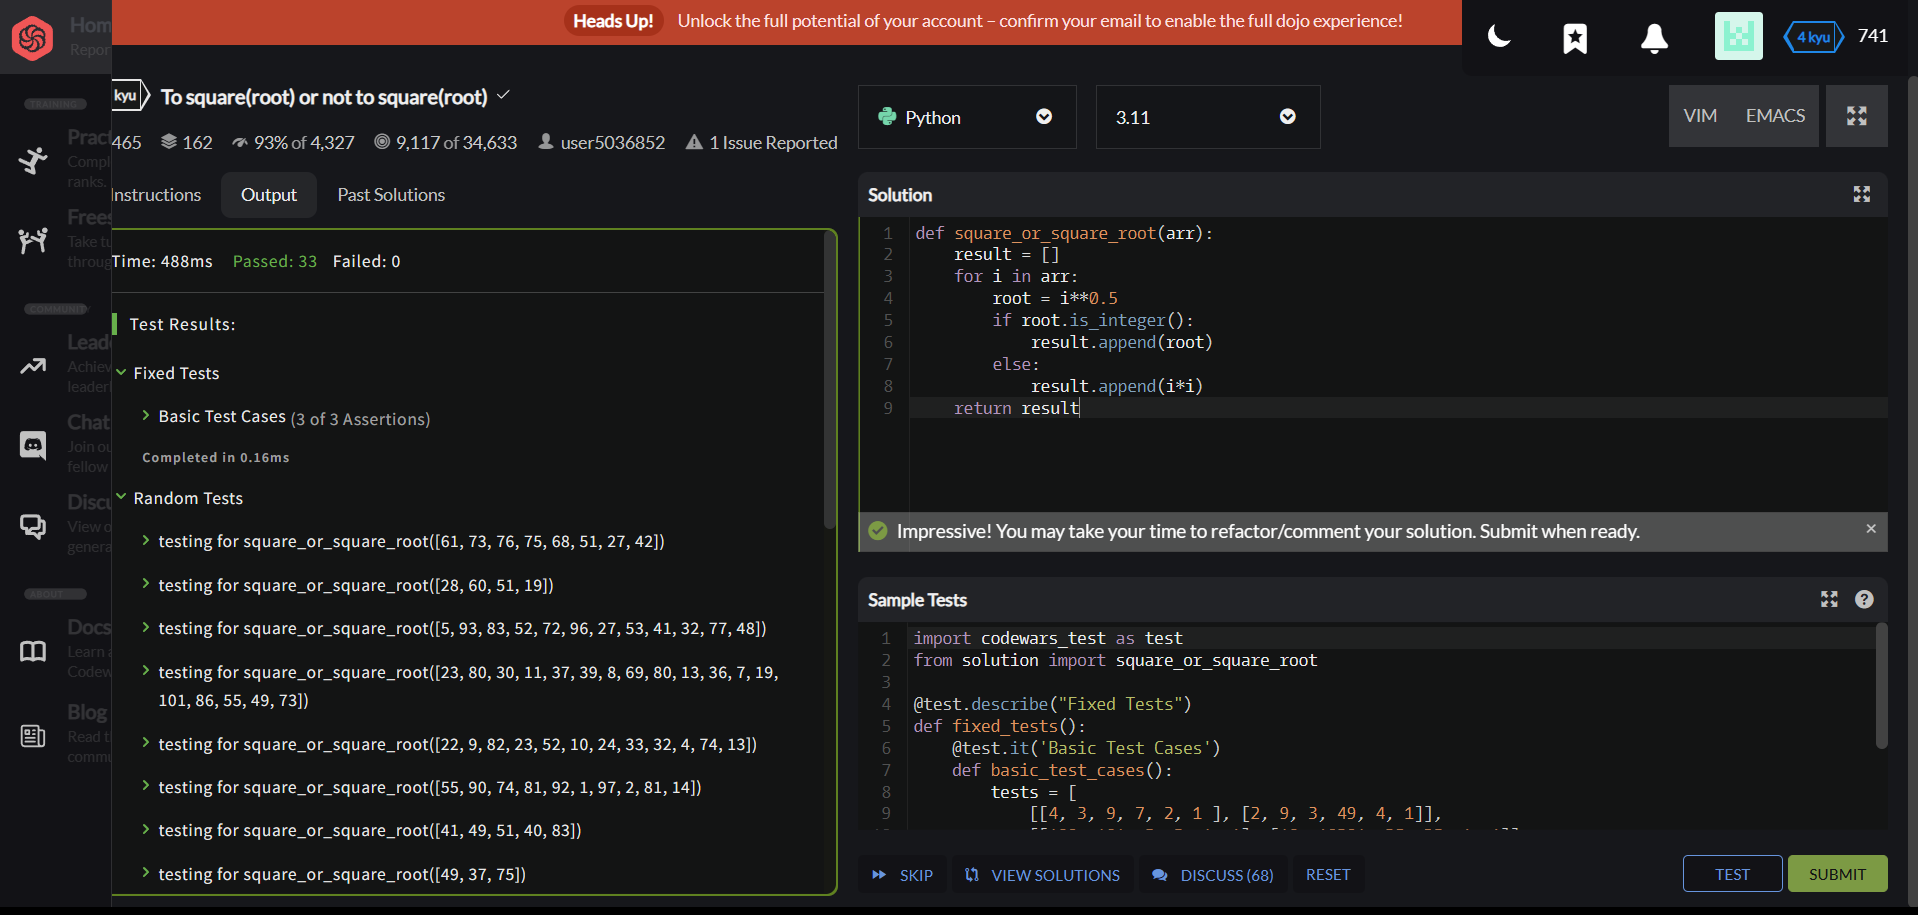 Heads Up! Unlock the full potential of your account – confirm your email to enable the full dojo experience!
4 kyu 741
Hom
Repor
TRAINING
Pract
Compl
ranks.
Frees
Take tu
throug
COMMUNITY
Lead
Achiev
leaderl
Chat
Join ou
fellow
Discu
View o
genera
ABOUT
Docs
Learn a
Codew
Blog
Read t
commu
kyu To square(root) or not to square(root)
465 162 93% of 4,327 9,117 of 34,633 user5036852 1 Issue Reported
Instructions Output Past Solutions
Time: 488ms Passed: 33 Failed: 0
Test Results:
Fixed Tests
Basic Test Cases (3 of 3 Assertions)
Completed in 0.16ms
Random Tests
testing for square_or_square_root([61, 73, 76, 75, 68, 51, 27, 42])
testing for square_or_square_root([28, 60, 51, 19])
testing for square_or_square_root([5, 93, 83, 52, 72, 96, 27, 53, 41, 32, 77, 48])
testing for square_or_square_root([23, 80, 30, 11, 37, 39, 8, 69, 80, 13, 36, 7, 19,
101, 86, 55, 49, 73])
testing for square_or_square_root([22, 9, 82, 23, 52, 10, 24, 33, 32, 4, 74, 13])
testing for square_or_square_root([55, 90, 74, 81, 92, 1, 97, 2, 81, 14])
testing for square_or_square_root([41, 49, 51, 40, 83])
testing for square_or_square_root([49, 37, 75])
Python 3.11 VIM EMACS
Solution
1 def square_or_square_root(arr):
2 result = []
3 for i in arr:
4 root = i**0.5
5 if root.is_integer():
6 result.append(root)
7 else:
8 result.append(i*i)
9 return result
Impressive! You may take your time to refactor/comment your solution. Submit when ready. ×
Sample Tests
1 import codewars_test as test
2 from solution import square_or_square_root
3
4 @test.describe("Fixed Tests")
5 def fixed_tests():
6 @test.it('Basic Test Cases')
7 def basic_test_cases():
8 tests = [
9 [[4, 3, 9, 7, 2, 1 ], [2, 9, 3, 49, 4, 1]],
SKIP VIEW SOLUTIONS DISCUSS (68) RESET TEST SUBMIT